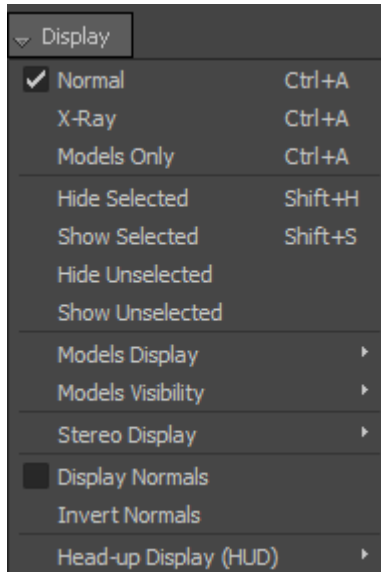 Display
Normal Ctrl+A
X-Ray Ctrl+A
Models Only Ctrl+A
Hide Selected Shift+H
Show Selected Shift+S
Hide Unselected
Show Unselected
Models Display
Models Visibility
Stereo Display
Display Normals
Invert Normals
Head-up Display (HUD)